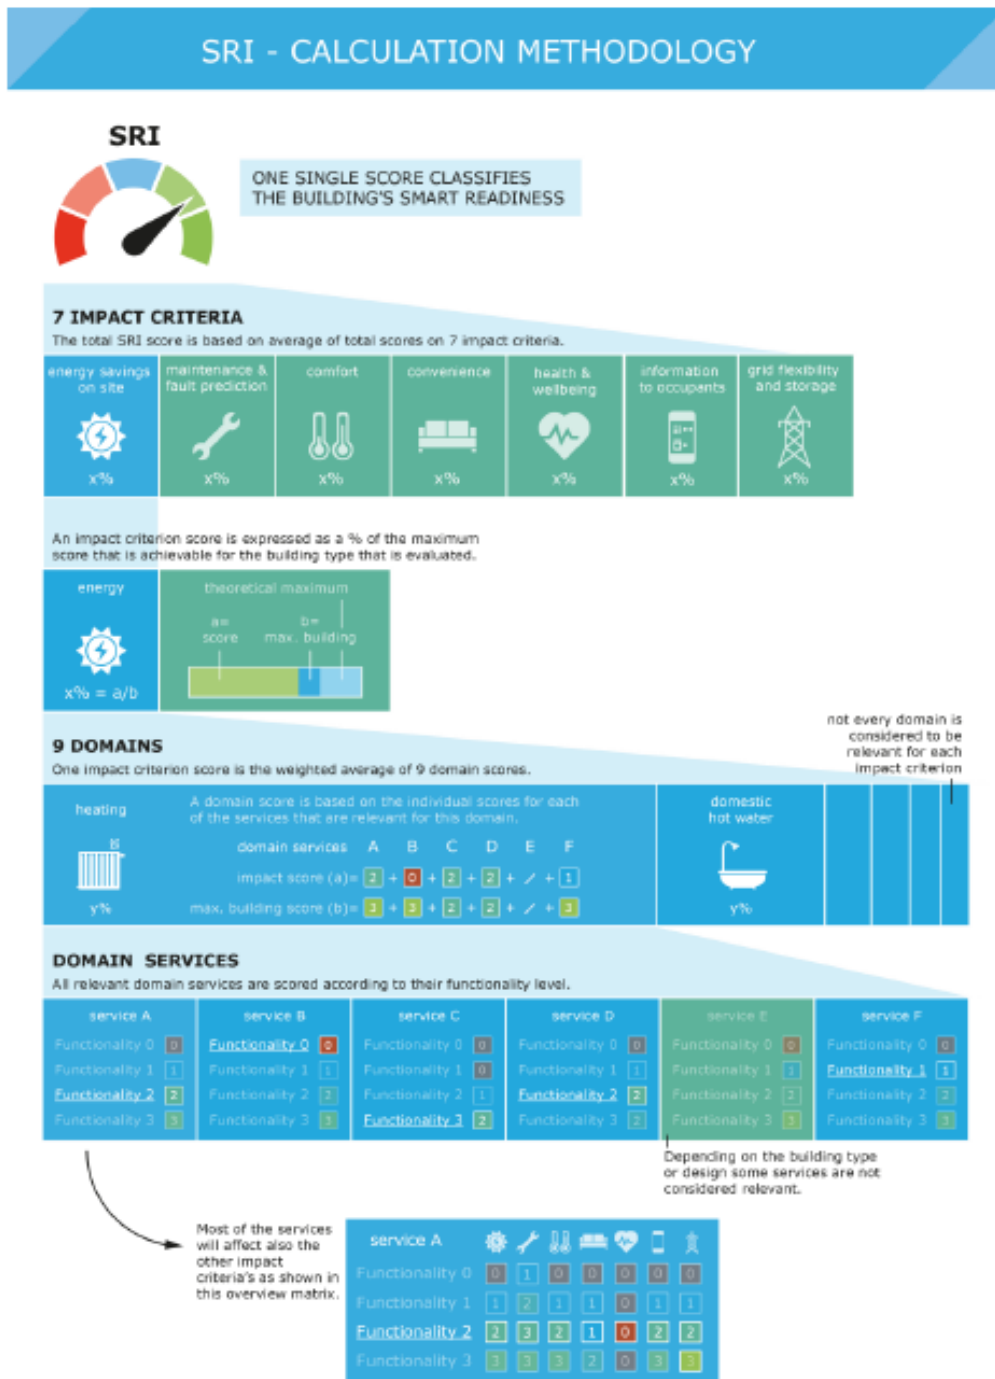 SRI - CALCULATION METHODOLOGY
SRI
ONE SINGLE SCORE CLASSIFIES
THE BUILDING'S SMART READINESS
7 IMPACT CRITERIA
The total SRI score is based on average of total scores on 7 impact criteria.
energy savings
on site
x%
maintenance &
fault prediction
x%
comfort
x%
convenience
x%
health &
wellbeing
x%
information
to occupants
x%
grid flexibility
and storage
x%
An impact criterion score is expressed as a % of the maximum
score that is achievable for the building type that is evaluated.
energy
x% = a/b
theoretical maximum
a=
score
b=
max. building
not every domain is
considered to be
relevant for each
impact criterion
9 DOMAINS
One impact criterion score is the weighted average of 9 domain scores.
heating
y%
A domain score is based on the individual scores for each
of the services that are relevant for this domain.
domain services A B C D E F
impact score (a)= 2 + 0 + 2 + 2 + / + 1
max. building score (b)= 3 + 3 + 2 + 2 + / + 3
domestic
hot water
y%
DOMAIN SERVICES
All relevant domain services are scored according to their functionality level.
service A
Functionality 0 0
Functionality 1 1
Functionality 2 2
Functionality 3 3
service B
Functionality 0 0
Functionality 1 1
Functionality 2 2
Functionality 3 3
service C
Functionality 0 0
Functionality 1 0
Functionality 2 1
Functionality 3 2
service D
Functionality 0 0
Functionality 1 1
Functionality 2 2
Functionality 3 2
service E
Functionality 0 0
Functionality 1 1
Functionality 2 2
Functionality 3 3
service F
Functionality 0 0
Functionality 1 1
Functionality 2 2
Functionality 3 3
Depending on the building type
or design some services are not
considered relevant.
Most of the services
will affect also the
other impact
criteria's as shown in
this overview matrix.
service A
Functionality 0 0 1 0 0 0 0 0
Functionality 1 1 2 1 1 0 1 1
Functionality 2 2 3 2 1 0 2 2
Functionality 3 3 3 3 2 0 3 3